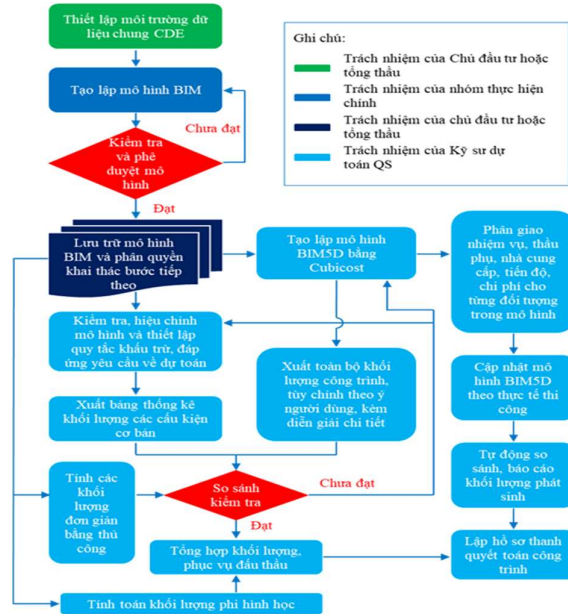 Thiết lập môi trường dữ
liệu chung CDE
Ghi chú:
Trách nhiệm của Chủ đầu tư hoặc
tổng thầu
Trách nhiệm của nhóm thực hiện
chính
Trách nhiệm của chủ đầu tư hoặc
tổng thầu
Trách nhiệm của Kỹ sư dự
toán QS
Tạo lập mô hình BIM
Chưa đạt
Kiểm tra
và phê
duyệt mô
hình
Đạt
Lưu trữ mô hình
BIM và phân quyền
khai thác bước tiếp
theo
Tạo lập mô hình
BIM5D bằng
Cubicost
Phân giao
nhiệm vụ, thầu
phụ, nhà cung
cấp, tiến độ,
chi phí cho
từng đối tượng
trong mô hình
Kiểm tra, hiệu chỉnh
mô hình và thiết lập
quy tắc khấu trừ, đáp
ứng yêu cầu về dự toán
Xuất toàn bộ khối
lượng công trình,
tùy chỉnh theo ý
người dùng, kèm
diễn giải chi tiết
Cập nhật mô
hình BIM5D
theo thực tế thi
công
Xuất bảng thống kê
khối lượng các cấu kiện
cơ bản
Tự động so
sánh, báo cáo
khối lượng phát
sinh
Tính các
khối lượng
đơn giản
bằng thủ
công
So sánh
kiểm tra
Chưa đạt
Đạt
Tổng hợp khối lượng,
phục vụ đấu thầu
Lập hồ sơ thanh
quyết toán công
trình
Tính toán khối lượng phi hình học